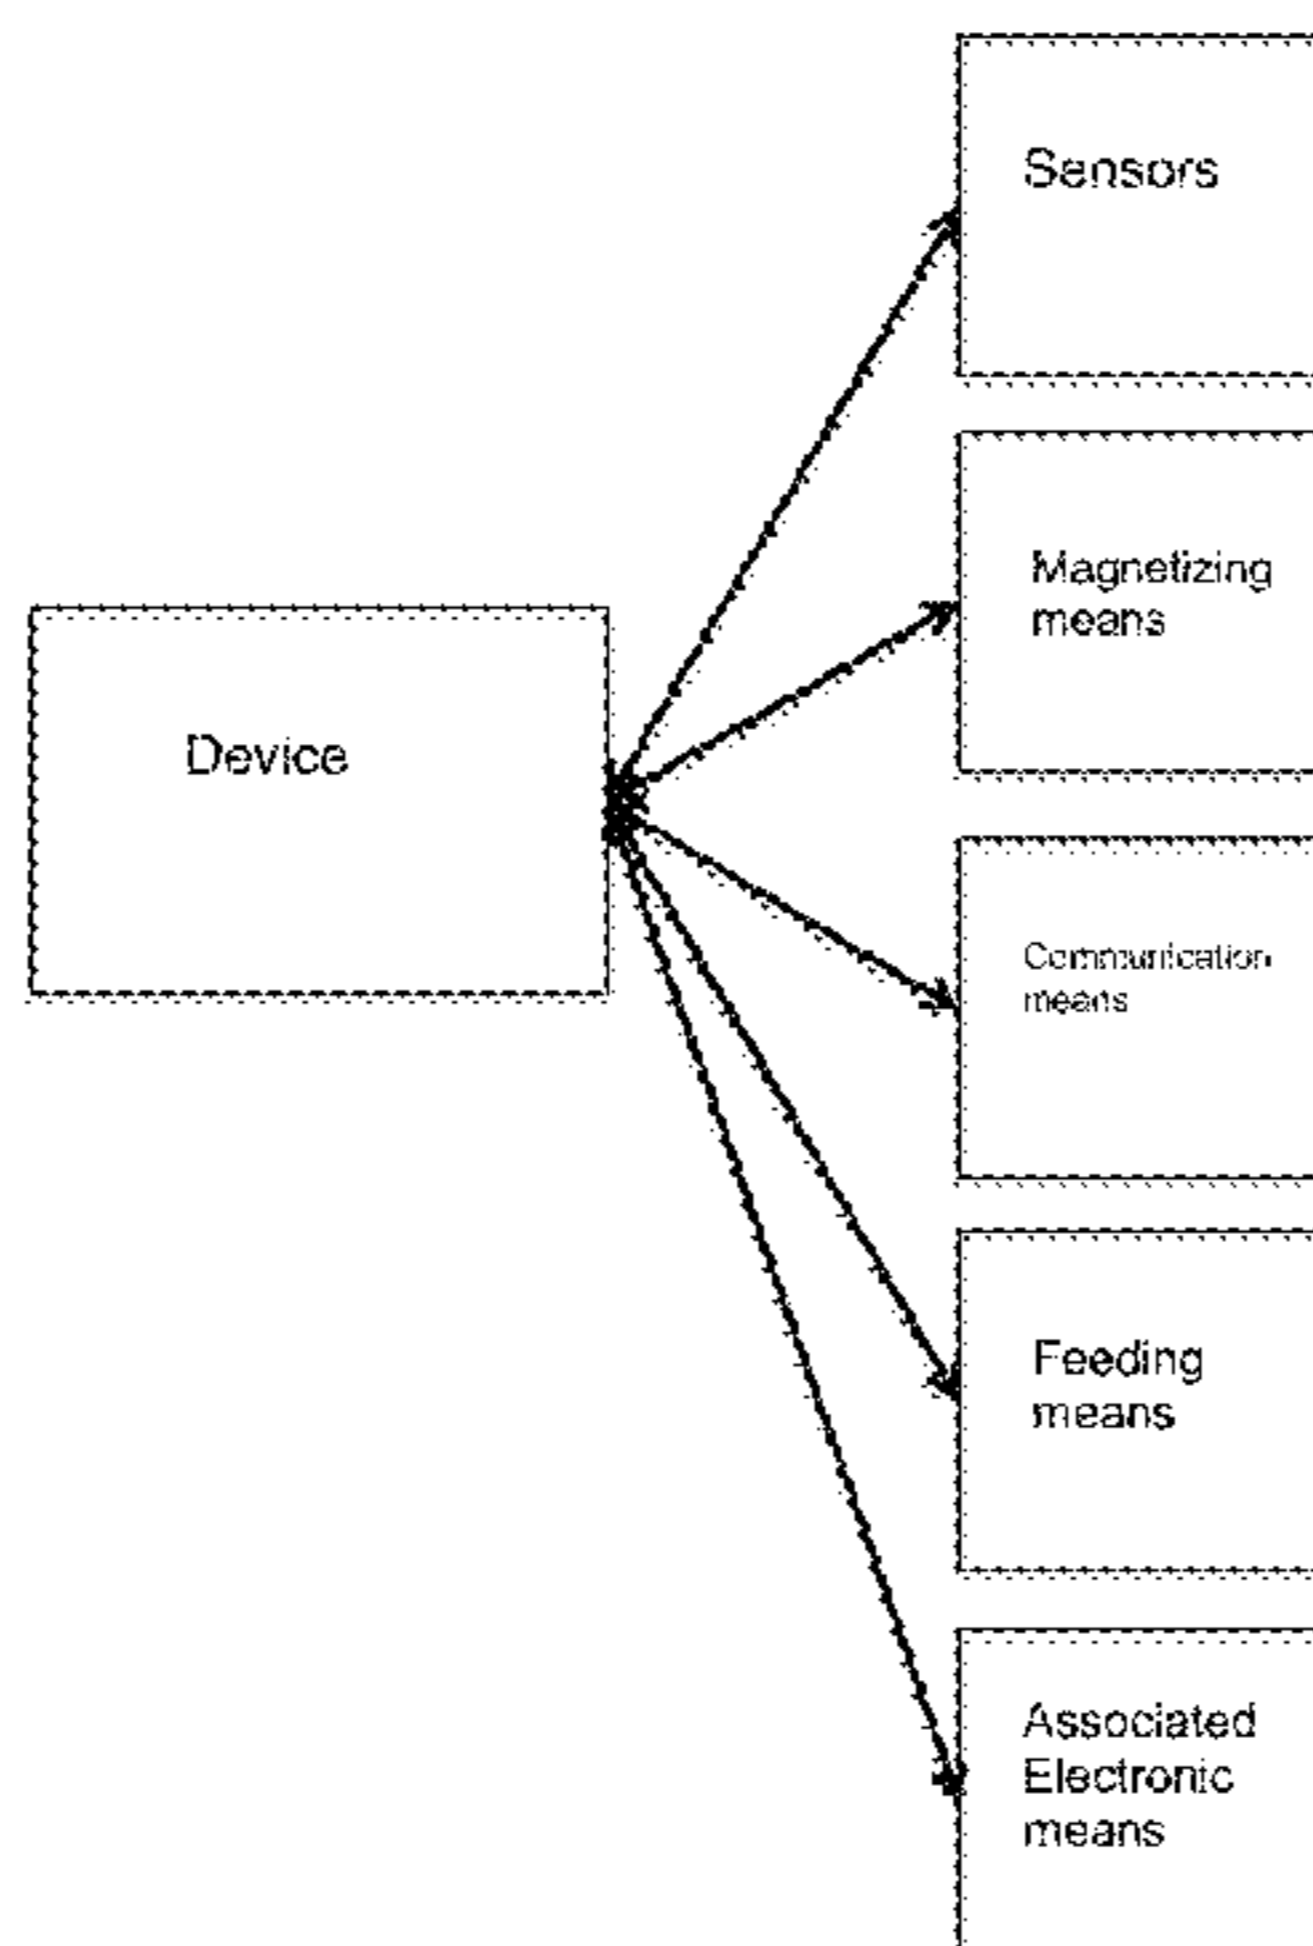 Sensors
Magnetizing
means
Device
Communication
means
Feeding
means
Associated
Electronic
means